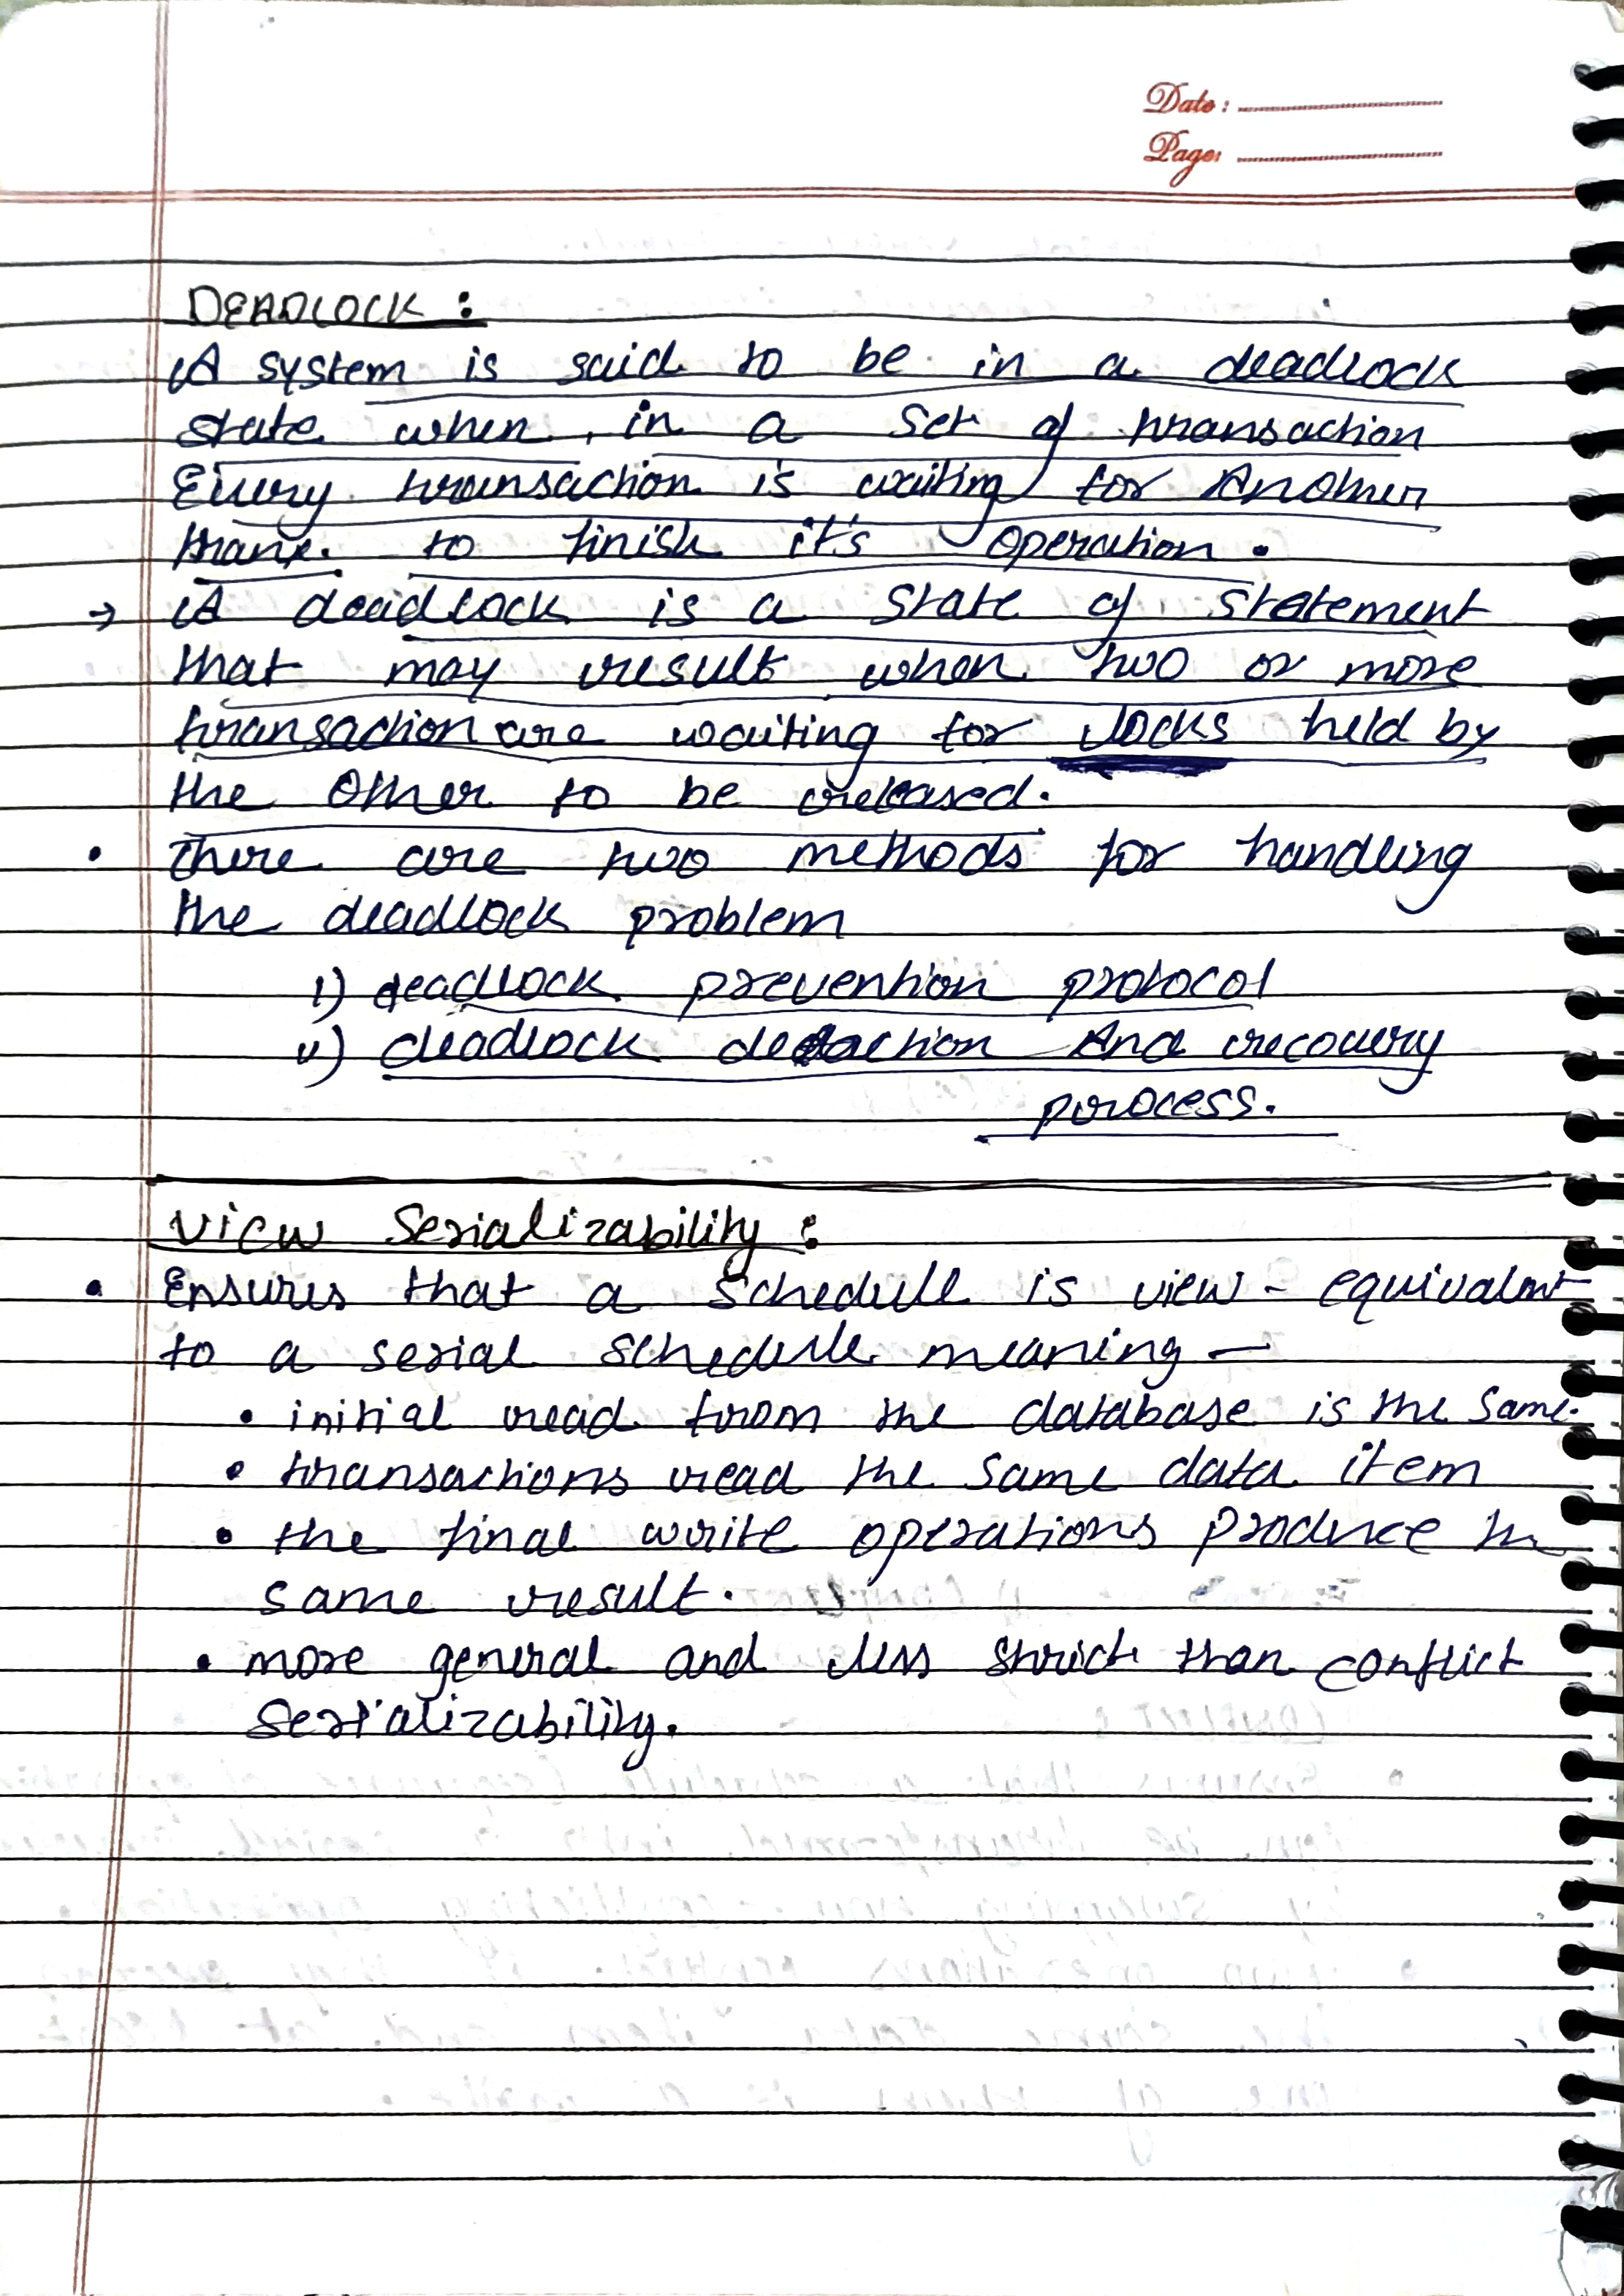 Date :
Page:
DEADLOCK :
A system is said to be in a deadlock
state when, in a set of transaction
Every transaction is waiting for Another
tranx. to finish it's operation.
→ A deadlock is a state of statement
that may result when two or more
transaction are waiting for locks held by
the other to be released.
• There are two methods for handling
the deadlock problem
i) deadlock prevention protocol
ii) deadlock detaction And recovery
process.
View Serializability :
• Ensures that a schedule is view - equivalent
to a serial schedule meaning —
• initial read from the database is the same.
• transactions read the same data item
• the final write operations produce the
same result.
• more general and less strict than conflict
serializability.